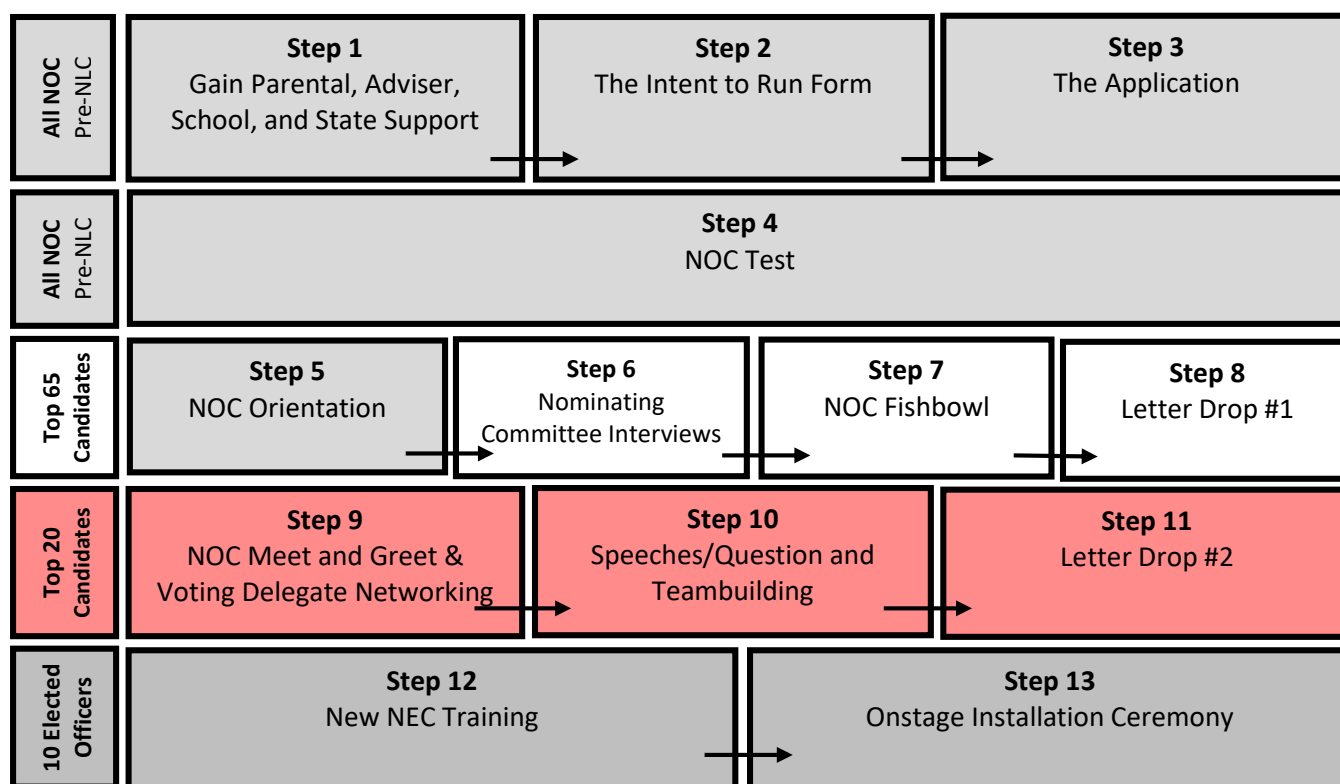 All NOC
Pre-NLC
Step 1
Gain Parental, Adviser,
School, and State Support
Step 2
The Intent to Run Form
Step 3
The Application
All NOC
Pre-NLC
Step 4
NOC Test
Top 65
Candidates
Step 5
NOC Orientation
Step 6
Nominating
Committee Interviews
Step 7
NOC Fishbowl
Step 8
Letter Drop #1
Top 20
Candidates
Step 9
NOC Meet and Greet &
Voting Delegate Networking
Step 10
Speeches/Question and
Teambuilding
Step 11
Letter Drop #2
10 Elected
Officers
Step 12
New NEC Training
Step 13
Onstage Installation Ceremony